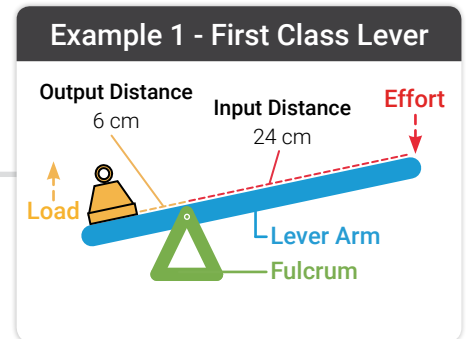 Example 1 - First Class Lever
Output Distance
6 cm
Input Distance
24 cm
Effort
Load
Lever Arm
Fulcrum